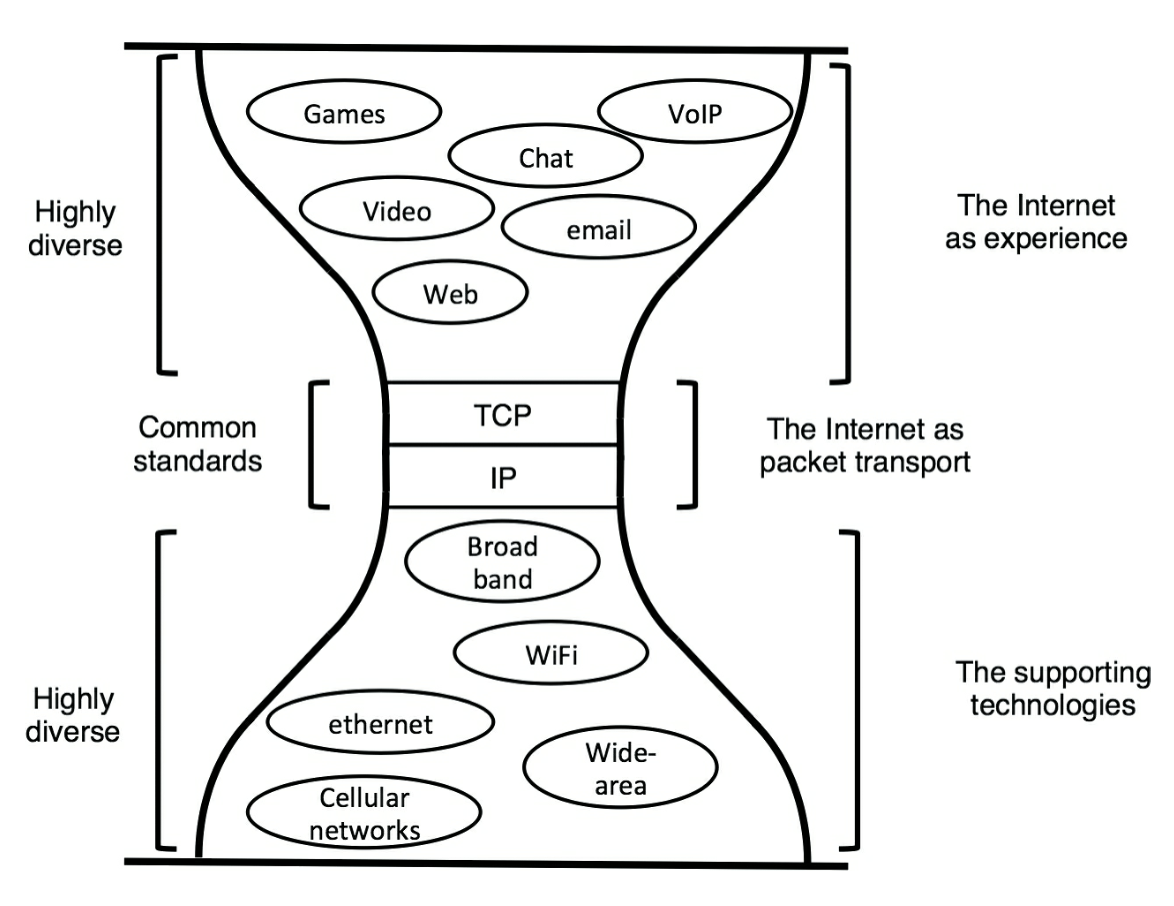 Games
VoIP
Chat
Video
email
Web
Highly
diverse
The Internet
as experience
TCP
IP
Common
standards
The Internet as
packet transport
Broad
band
WiFi
ethernet
Wide-
area
Cellular
networks
Highly
diverse
The supporting
technologies